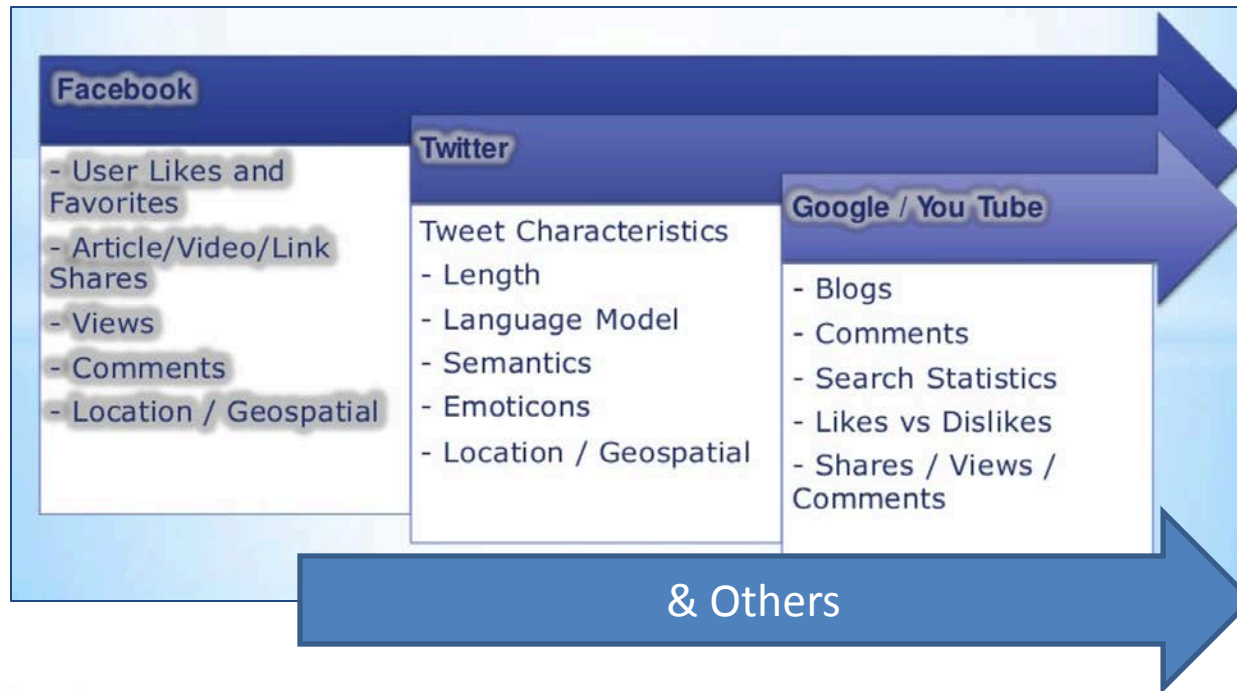 Facebook
- User Likes and
Favorites
- Article/Video/Link
Shares
- Views
- Comments
- Location / Geospatial
Twitter
Tweet Characteristics
- Length
- Language Model
- Semantics
- Emoticons
- Location / Geospatial
Google / You Tube
- Blogs
- Comments
- Search Statistics
- Likes vs Dislikes
- Shares / Views /
Comments
& Others